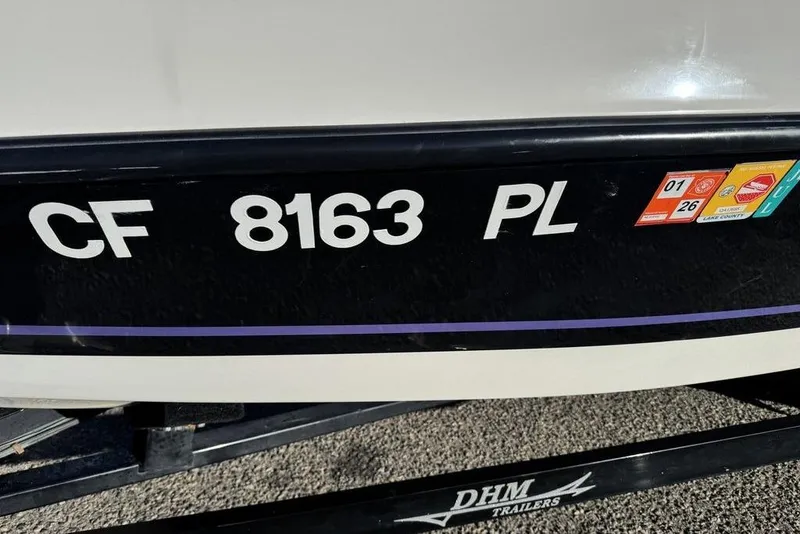 CF 8163 PL
01
26
LAKE COUNTY
DHM
TRAILERS